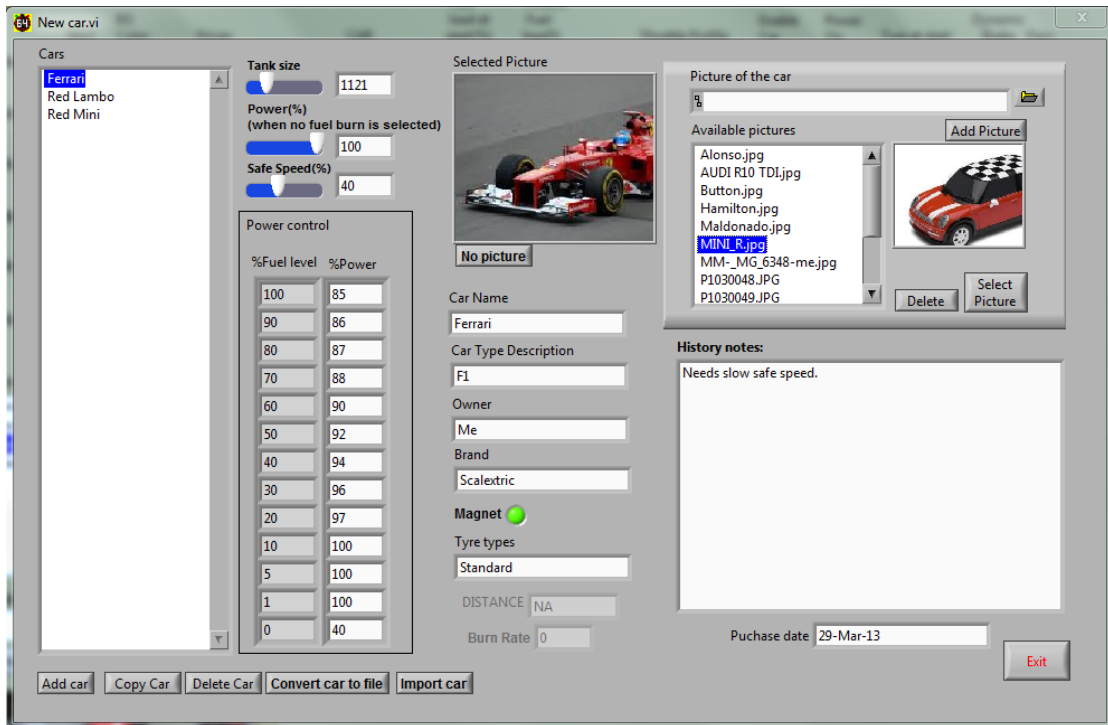 New car.vi
Cars
Ferrari
Red Lambo
Red Mini
Tank size
1121
Power(%)
(when no fuel burn is selected)
100
Safe Speed(%)
40
Power control
%Fuel level %Power
100 85
90 86
80 87
70 88
60 90
50 92
40 94
30 96
20 97
10 100
5 100
1 100
0 40
Selected Picture
No picture
Car Name
Ferrari
Car Type Description
F1
Owner
Me
Brand
Scalextric
Magnet
Tyre types
Standard
DISTANCE NA
Burn Rate 0
Picture of the car
Available pictures
Add Picture
Alonso.jpg
AUDI R10 TDI.jpg
Button.jpg
Hamilton.jpg
Maldonado.jpg
MINI_R.jpg
MM-_MG_6348-me.jpg
P1030048.JPG
P1030049.JPG
Delete
Select
Picture
History notes:
Needs slow safe speed.
Puchase date 29-Mar-13
Exit
Add car Copy Car Delete Car Convert car to file Import car